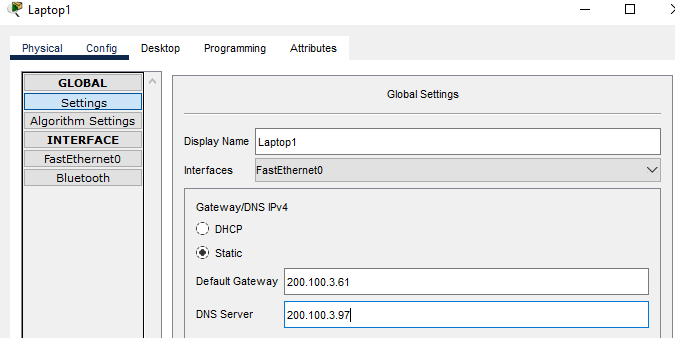 Laptop1
Physical Config Desktop Programming Attributes
GLOBAL
Settings
Algorithm Settings
INTERFACE
FastEthernet0
Bluetooth
Global Settings
Display Name Laptop1
Interfaces FastEthernet0
Gateway/DNS IPv4
DHCP
Static
Default Gateway 200.100.3.61
DNS Server 200.100.3.97